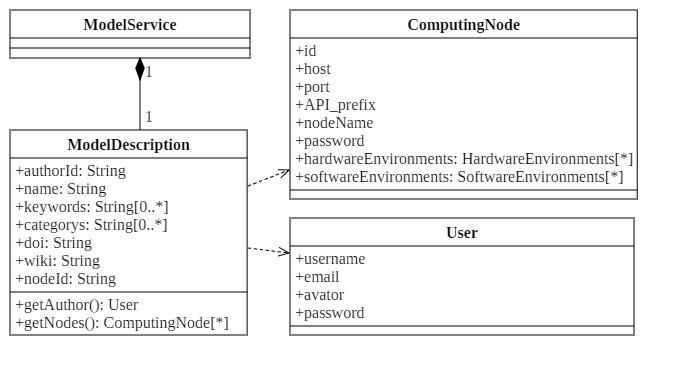 ModelService
1
1
ModelDescription
+authorId: String
+name: String
+keywords: String[0..*]
+categorys: String[0..*]
+doi: String
+wiki: String
+nodeId: String
+getAuthor(): User
+getNodes(): ComputingNode[*]
ComputingNode
+id
+host
+port
+API_prefix
+nodeName
+password
+hardwareEnvironments: HardwareEnvironments[*]
+softwareEnvironments: SoftwareEnvironments[*]
User
+username
+email
+avator
+password